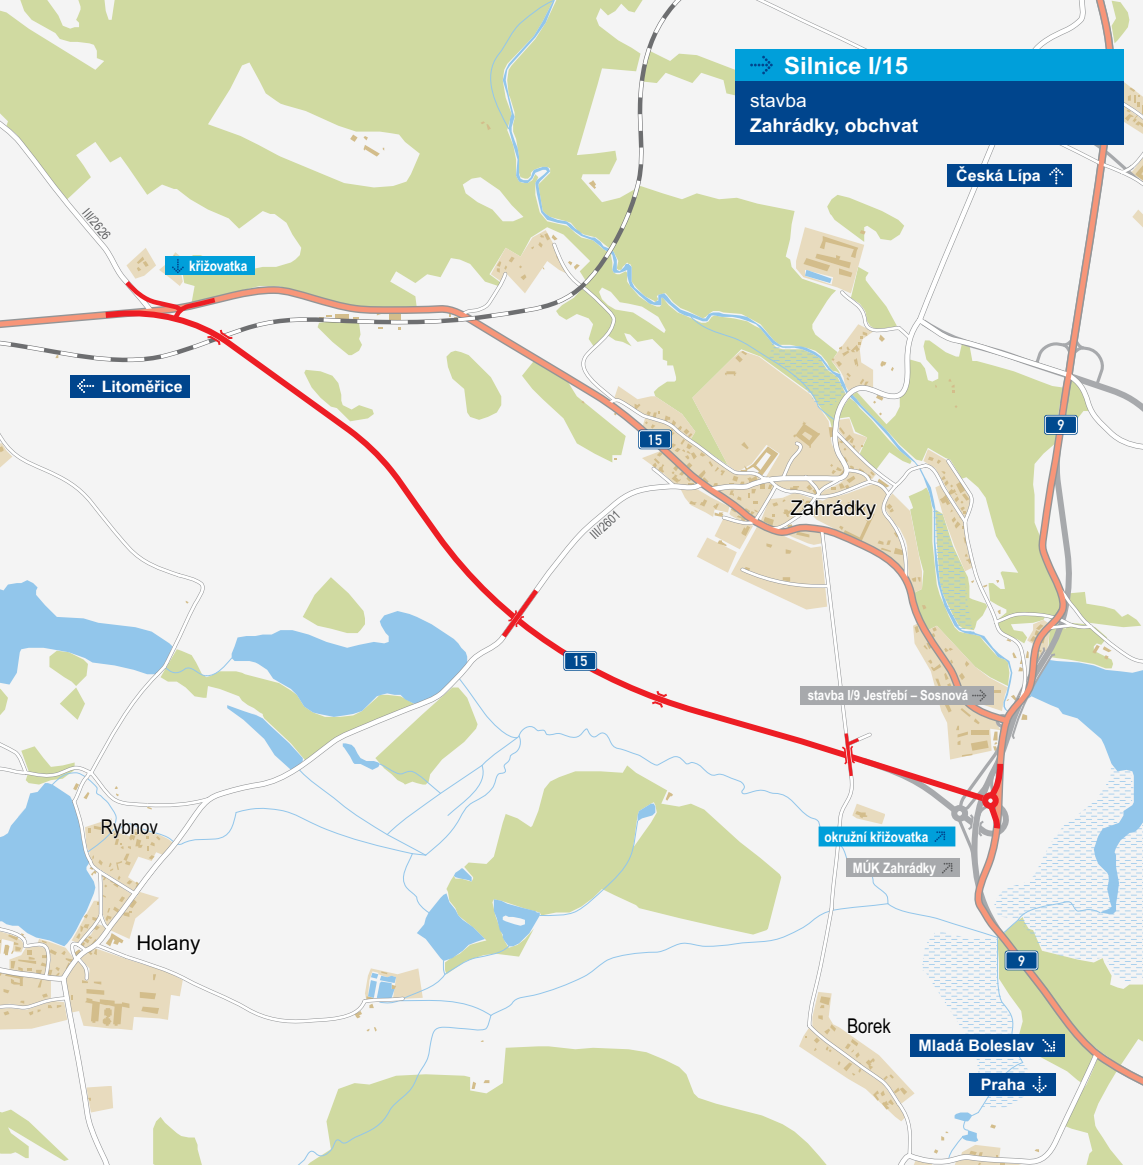 Silnice I/15
stavba
Zahrádky, obchvat
Česká Lípa
III/2626
křižovatka
Litoměřice
9
15
Zahrádky
III/2601
15
stavba I/9 Jestřebí – Sosnová
Rybnov
okružní křižovatka
MÚK Zahrádky
Holany
9
Borek
Mladá Boleslav
Praha